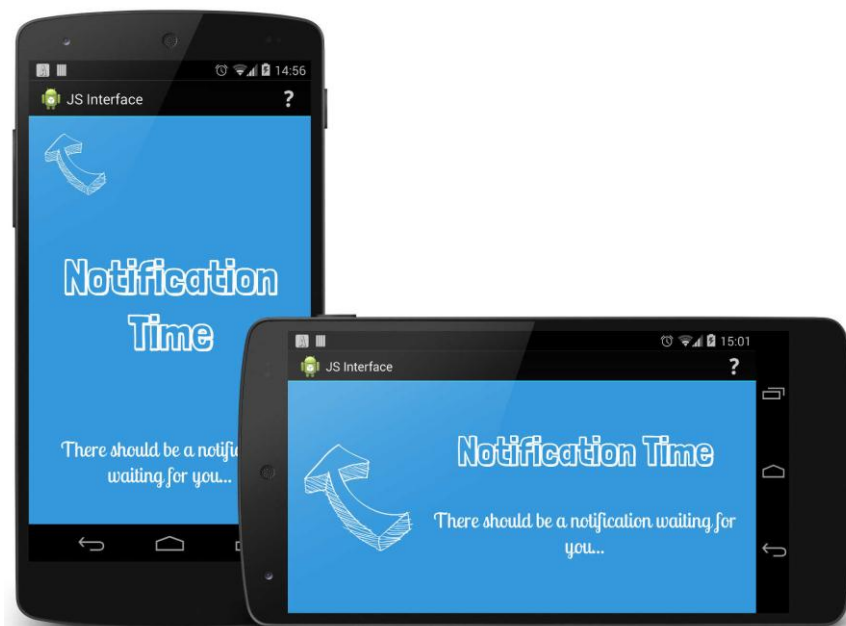 14:56
JS Interface
?
Notification
Time
There should be a notific
waiting for you...
15:01
JS Interface
?
Notification Time
There should be a notification waiting for
you...